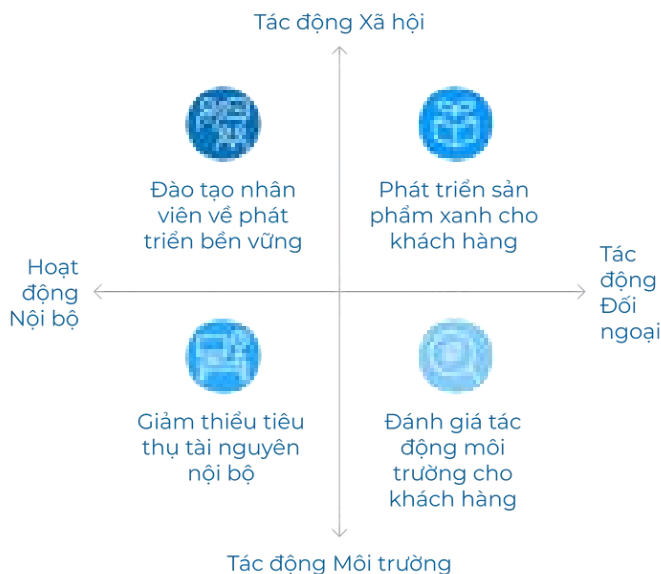 Tác động Xã hội
Đào tạo nhân
viên về phát
triển bền vững
Phát triển sản
phẩm xanh cho
khách hàng
Hoạt
động
Nội bộ
Tác
động
Đối
ngoại
Giảm thiểu tiêu
thụ tài nguyên
nội bộ
Đánh giá tác
động môi
trường cho
khách hàng
Tác động Môi trường